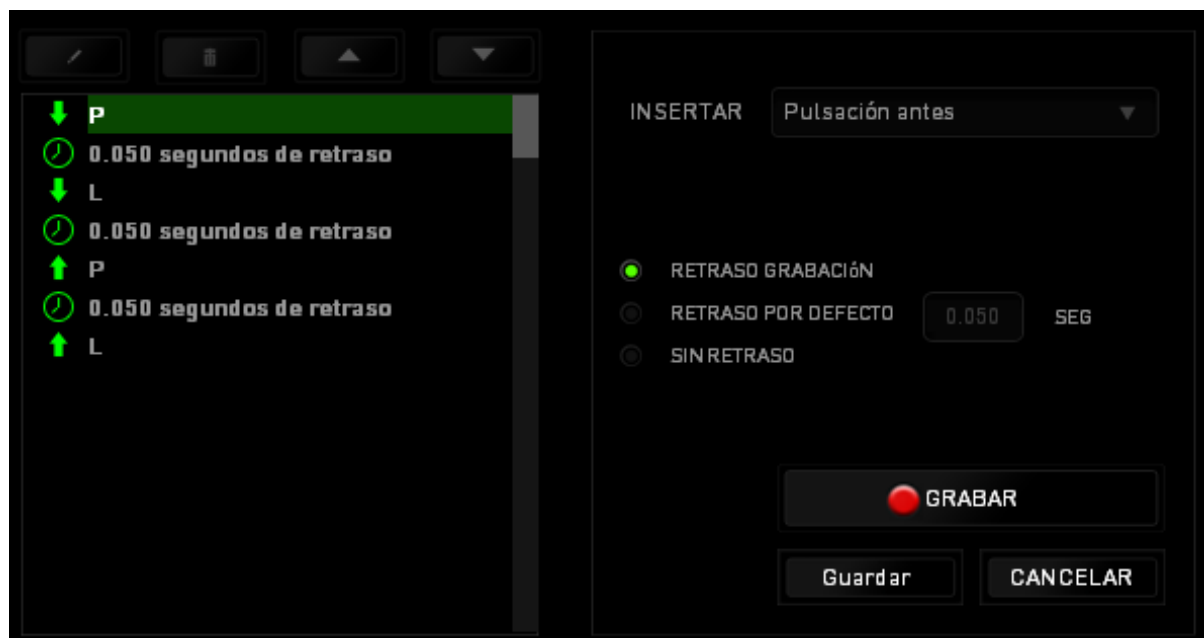 P
0.050 segundos de retraso
L
0.050 segundos de retraso
P
0.050 segundos de retraso
L
INSERTAR Pulsación antes
RETRASO GRABACIóN
RETRASO POR DEFECTO 0.050 SEG
SIN RETRASO
GRABAR
Guardar CANCELAR